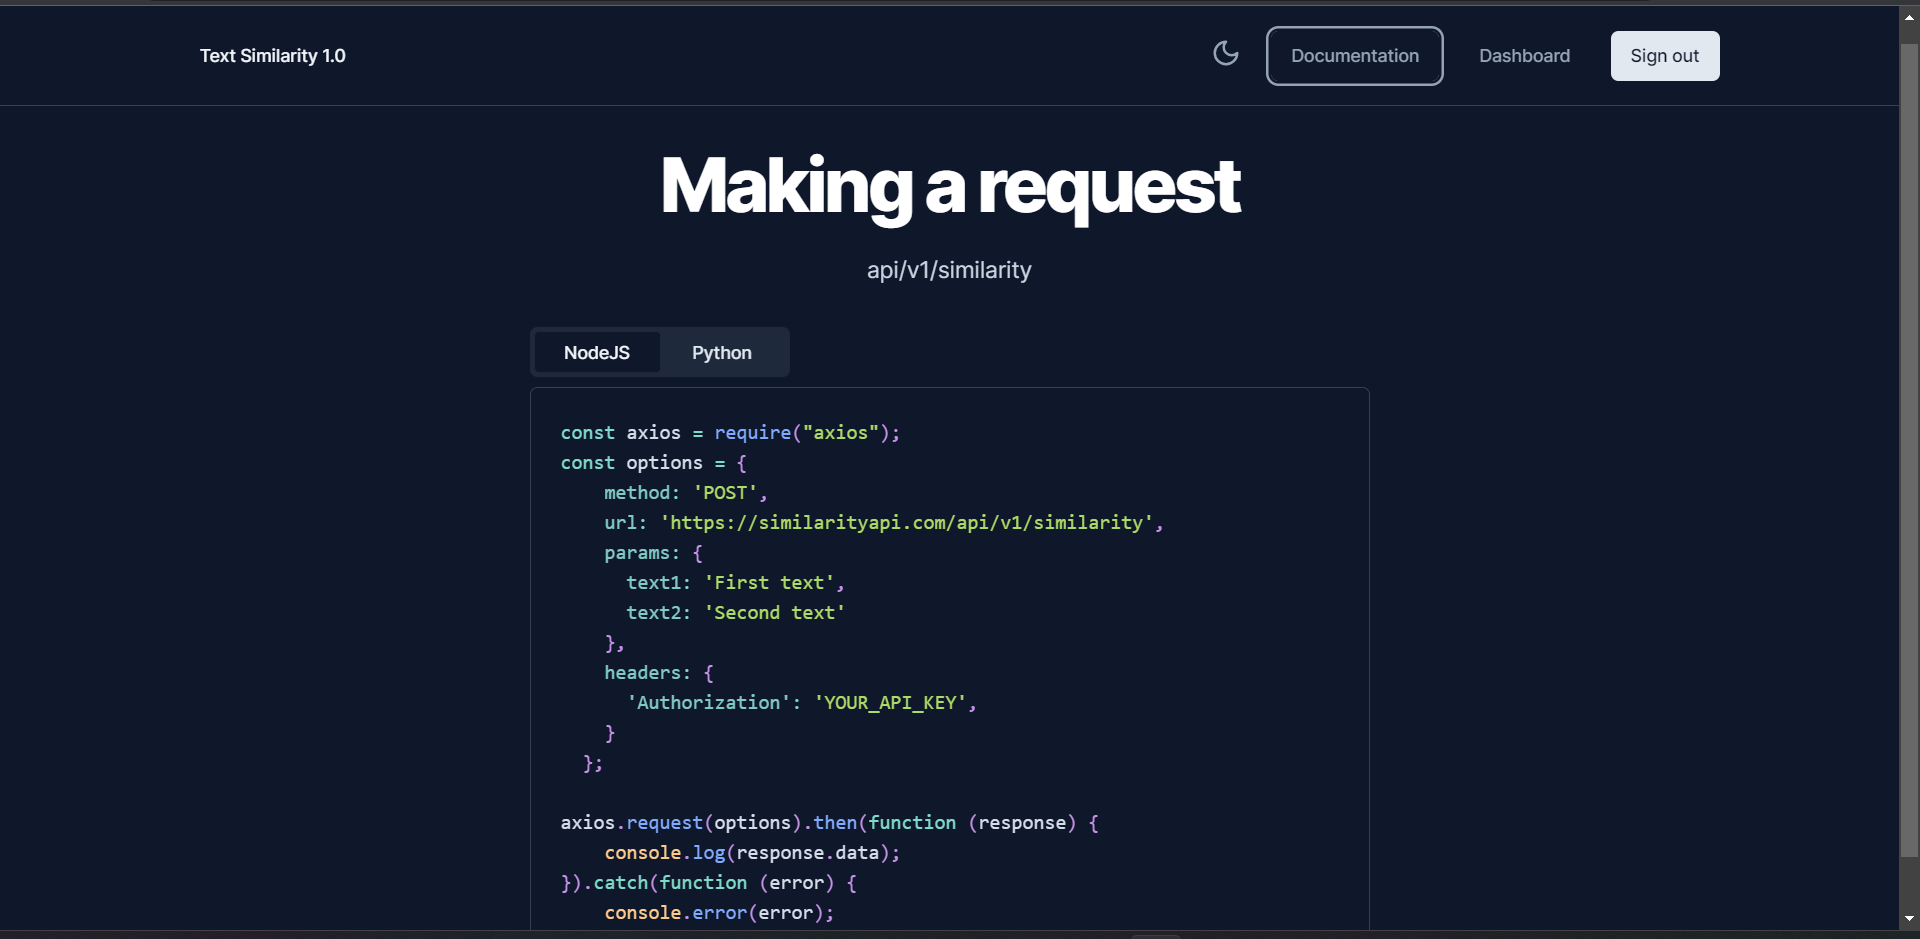 Text Similarity 1.0
Documentation
Dashboard
Sign out
Making a request
api/v1/similarity
NodeJS
Python
const axios = require("axios");
const options = {
    method: 'POST',
    url: 'https://similarityapi.com/api/v1/similarity',
    params: {
      text1: 'First text',
      text2: 'Second text'
    },
    headers: {
      'Authorization': 'YOUR_API_KEY',
    }
  };

axios.request(options).then(function (response) {
    console.log(response.data);
}).catch(function (error) {
    console.error(error);